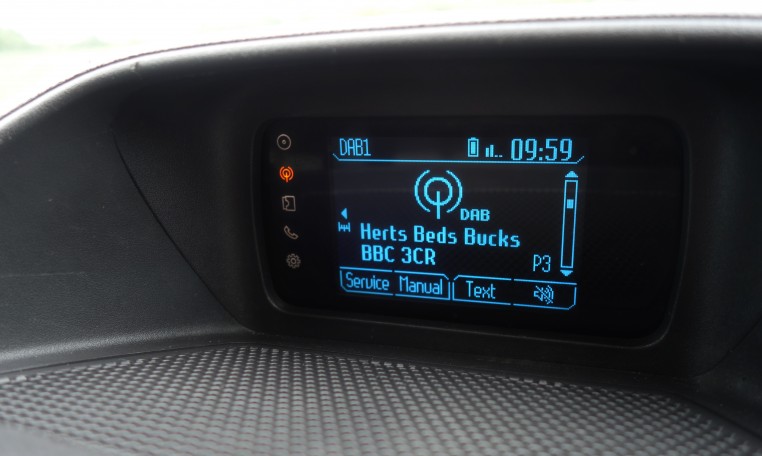 DAB1 09:59
DAB
Herts Beds Bucks
BBC 3CR P3
Service Manual Text